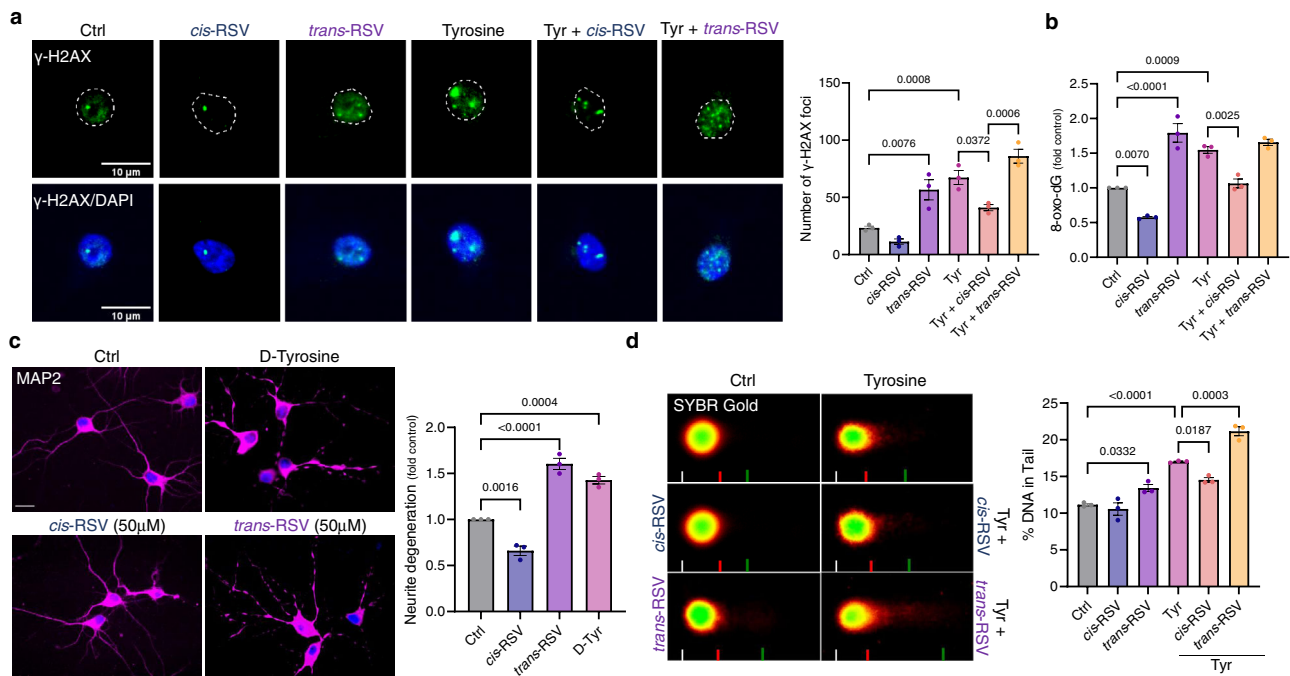 a
Ctrl
cis-RSV
trans-RSV
Tyrosine
Tyr + cis-RSV
Tyr + trans-RSV
γ-H2AX
10 μm
γ-H2AX/DAPI
10 μm
Number of γ-H2AX foci
150
100
50
0
0.0008
0.0006
0.0372
0.0076
Ctrl
cis-RSV
trans-RSV
Tyr
Tyr + cis-RSV
Tyr + trans-RSV
b
8-oxo-dG (fold control)
2.5
2.0
1.5
1.0
0.5
0.0
0.0009
<0.0001
0.0025
0.0070
Ctrl
cis-RSV
trans-RSV
Tyr
Tyr + cis-RSV
Tyr + trans-RSV
c
Ctrl
D-Tyrosine
MAP2
cis-RSV (50μM)
trans-RSV (50μM)
Neurite degeneration (fold control)
2.0
1.5
1.0
0.5
0.0
0.0004
<0.0001
0.0016
Ctrl
cis-RSV
trans-RSV
D-Tyr
d
Ctrl
Tyrosine
SYBR Gold
cis-RSV
Tyr +
cis-RSV
trans-RSV
Tyr +
trans-RSV
% DNA in Tail
25
20
15
10
5
0
<0.0001
0.0003
0.0187
0.0332
Ctrl
cis-RSV
trans-RSV
Tyr
cis-RSV
trans-RSV
Tyr